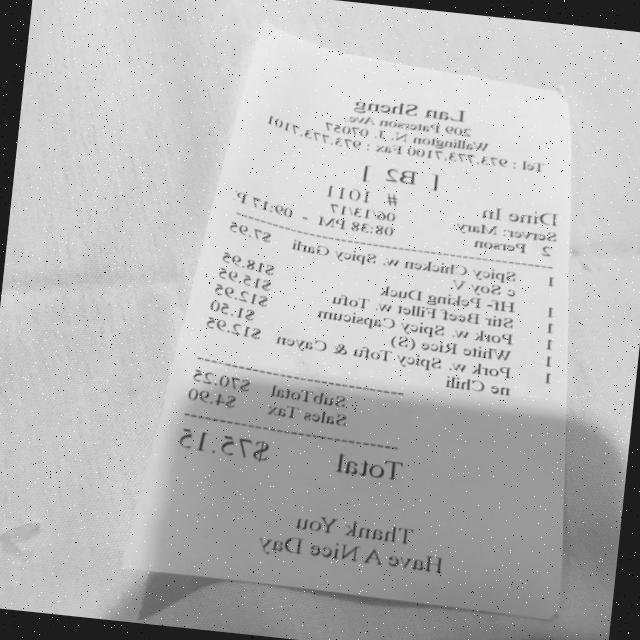 Lan Sheng
209 Paterson Ave
Wallington N. J. 07057
Tel : 973.773.7100 Fax : 973.773.7101
[ B2 ]
Dine In # 1011
Server: Mary 06/13/17
2 Person 08:38 PM - 09:17 P
1 Spicy Chicken w. Spicy Garli $7.95
c Soy V.
1 HF- Peking Duck $18.95
1 Stir Beef Fillet w. Tofu $15.95
1 Pork w. Spicy Capsicum $12.95
1 White Rice (S) $1.50
1 Pork w. Spicy Tofu & Cayen $12.95
ne Chili
SubTotal : $70.25
Sales Tax : $4.90
Total $75.15
Thank You
Have A Nice Day